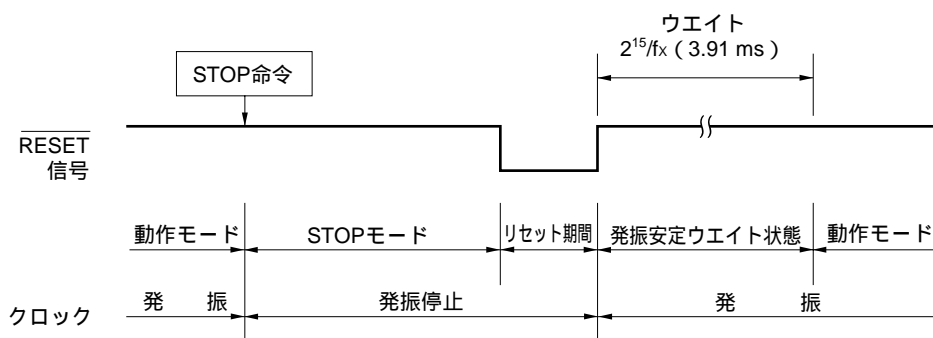 ウエイト
2¹⁵/fx（3.91 ms）
STOP命令
RESET
信号
動作モード STOPモード リセット期間 発振安定ウエイト状態 動作モード
クロック 発　振 発振停止 発　振